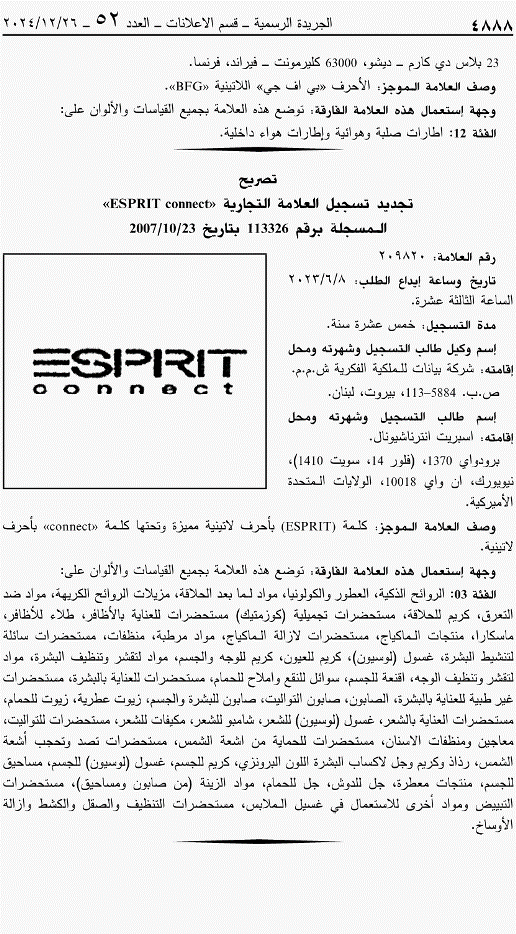 ٤٨٨٨ الجريدة الرسمية – قسم الاعلانات – العدد ٥٢ – ٢٠٢٤/١٢/٢٦
23 بلاس دي كارم – ديشو، 63000 كليرمونت – فيراند، فرنسا.
وصف العلامة الموجز: الأحرف «بي اف جي» اللاتينية «BFG».
وجهة إستعمال هذه العلامة الفارقة: توضع هذه العلامة بجميع القياسات والألوان على:
الفئة 12: اطارات صلبة وهوائية وإطارات هواء داخلية.
تصريح
تجديد تسجيل العلامة التجارية «ESPRIT connect»
المسجلة برقم 113326 بتاريخ 2007/10/23
رقم العلامة: ٢٠٩٨٢٠
تاريخ وساعة إيداع الطلب: ٢٠٢٣/٦/٨
الساعة الثالثة عشرة.
مدة التسجيل: خمس عشرة سنة.
إسم وكيل طالب التسجيل وشهرته ومحل
إقامته: شركة بيانات للملكية الفكرية ش.م.م.
ص.ب. 5884–113، بيروت، لبنان.
إسم طالب التسجيل وشهرته ومحل
إقامته: اسبريت انترناشيونال.
برودواي 1370، (فلور 14، سويت 1410)،
نيويورك، ان واي 10018، الولايات المتحدة
الأميركية.
ESPRIT
connect
وصف العلامة الموجز: كلمة (ESPRIT) بأحرف لاتينية مميزة وتحتها كلمة «connect» بأحرف
لاتينية.
وجهة إستعمال هذه العلامة الفارقة: توضع هذه العلامة بجميع القياسات والألوان على:
الفئة 03: الروائح الذكية، العطور والكولونيا، مواد لما بعد الحلاقة، مزيلات الروائح الكريهة، مواد ضد
التعرق، كريم للحلاقة، مستحضرات تجميلية (كوزمتيك) مستحضرات للعناية بالأظافر، طلاء للأظافر،
ماسكارا، منتجات الماكياج، مستحضرات لازالة الماكياج، مواد مرطبة، منظفات، مستحضرات سائلة
لتنشيط البشرة، غسول (لوسيون)، كريم للعيون، كريم للوجه والجسم، مواد لتقشر وتنظيف البشرة، مواد
لتقشر وتنظيف الوجه، اقنعة للجسم، سوائل للنقع واملاح للحمام، مستحضرات للعناية بالبشرة، مستحضرات
غير طبية للعناية بالبشرة، الصابون، صابون التواليت، صابون للبشرة والجسم، زيوت عطرية، زيوت للحمام،
مستحضرات العناية بالشعر، غسول (لوسيون) للشعر، شامبو للشعر، مكيفات للشعر، مستحضرات للتواليت،
معاجين ومنظفات الاسنان، مستحضرات للحماية من اشعة الشمس، مستحضرات تصد وتحجب أشعة
الشمس، رذاذ وكريم وجل لاكساب البشرة اللون البرونزي، كريم للجسم، غسول (لوسيون) للجسم، مساحيق
للجسم، منتجات معطرة، جل للدوش، جل للحمام، مواد الزينة (من صابون ومساحيق)، مستحضرات
التبييض ومواد أخرى للاستعمال في غسيل الملابس، مستحضرات التنظيف والصقل والكشط وازالة
الأوساخ.